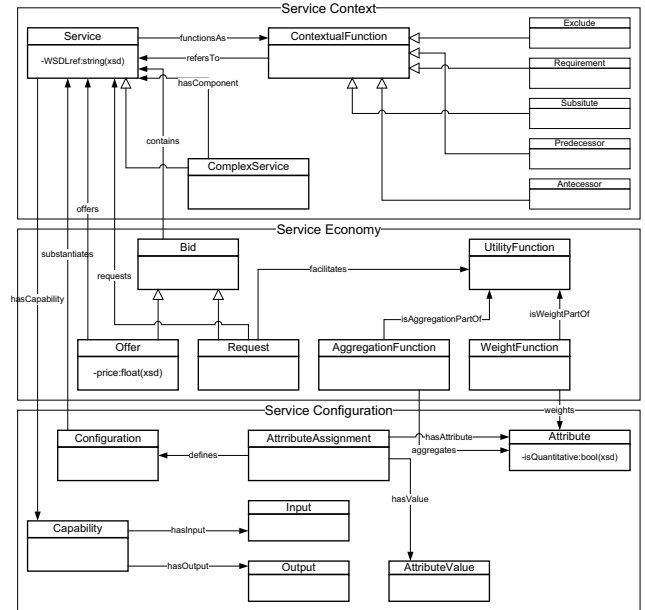 Service Context
Service
-WSDLref:string(xsd)
functionsAs
refersTo
hasComponent
ContextualFunction
Exclude
Requirement
Subsitute
Predecessor
Antecessor
contains
ComplexService
offers
substantiates
requests
hasCapability
Service Economy
Bid
UtilityFunction
facilitates
isAggregationPartOf
isWeightPartOf
Offer
-price:float(xsd)
Request
AggregationFunction
WeightFunction
Service Configuration
weights
Configuration
defines
AttrributeAssignment
hasAttribute
aggregates
Attribute
-isQuantitative:bool(xsd)
hasValue
Capability
hasInput
Input
hasOutput
Output
AttributeValue